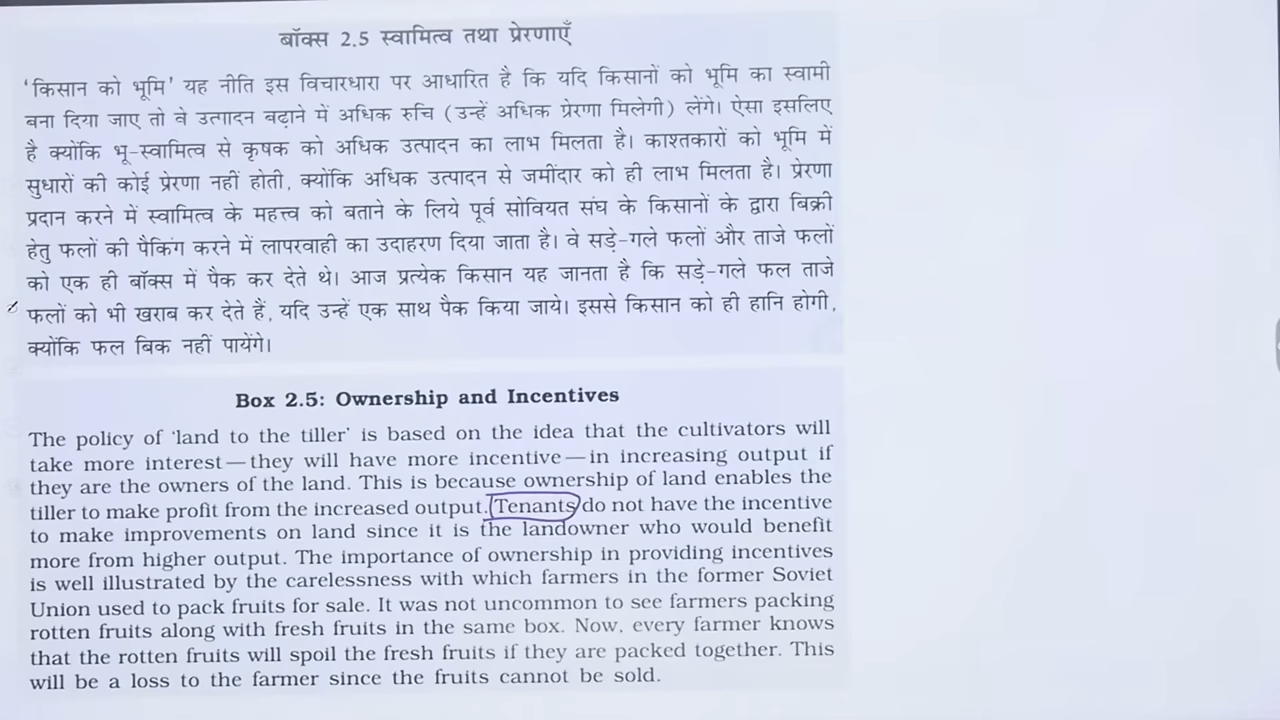 बॉक्स 2.5 स्वामित्व तथा प्रेरणाएँ
'किसान को भूमि' यह नीति इस विचारधारा पर आधारित है कि यदि किसानों को भूमि का स्वामी
बना दिया जाए तो वे उत्पादन बढ़ाने में अधिक रुचि (उन्हें अधिक प्रेरणा मिलेगी) लेंगे। ऐसा इसलिए
है क्योंकि भू-स्वामित्व से कृषक को अधिक उत्पादन का लाभ मिलता है। काश्तकारों को भूमि में
सुधारों की कोई प्रेरणा नहीं होती, क्योंकि अधिक उत्पादन से जमींदार को ही लाभ मिलता है। प्रेरणा
प्रदान करने में स्वामित्व के महत्त्व को बताने के लिये पूर्व सोवियत संघ के किसानों के द्वारा बिक्री
हेतु फलों की पैकिंग करने में लापरवाही का उदाहरण दिया जाता है। वे सड़े-गले फलों और ताजे फलों
को एक ही बॉक्स में पैक कर देते थे। आज प्रत्येक किसान यह जानता है कि सड़े-गले फल ताजे
फलों को भी खराब कर देते हैं, यदि उन्हें एक साथ पैक किया जाये। इससे किसान को ही हानि होगी,
क्योंकि फल बिक नहीं पायेंगे।
Box 2.5: Ownership and Incentives
The policy of 'land to the tiller' is based on the idea that the cultivators will
take more interest — they will have more incentive — in increasing output if
they are the owners of the land. This is because ownership of land enables the
tiller to make profit from the increased output. Tenants do not have the incentive
to make improvements on land since it is the landowner who would benefit
more from higher output. The importance of ownership in providing incentives
is well illustrated by the carelessness with which farmers in the former Soviet
Union used to pack fruits for sale. It was not uncommon to see farmers packing
rotten fruits along with fresh fruits in the same box. Now, every farmer knows
that the rotten fruits will spoil the fresh fruits if they are packed together. This
will be a loss to the farmer since the fruits cannot be sold.